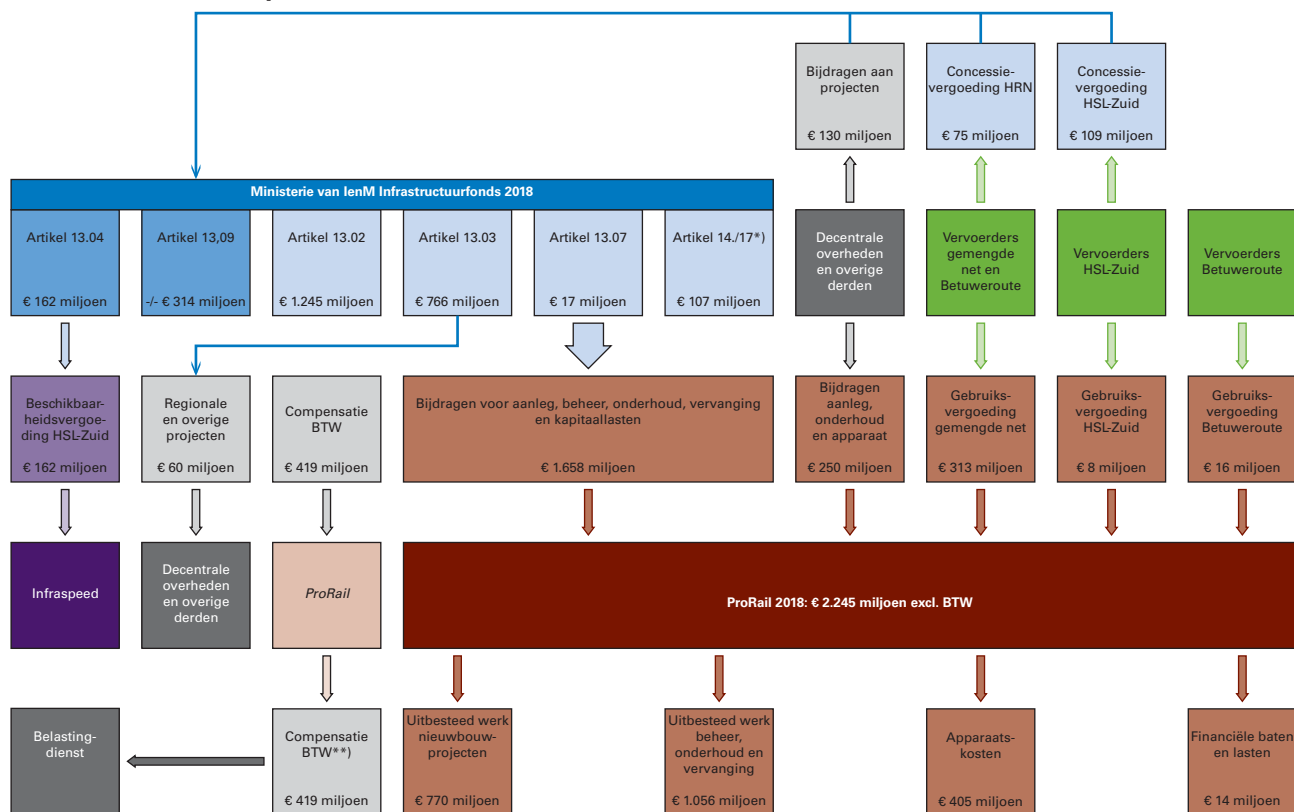 Bijdragen aan
projecten
€ 130 miljoen
Concessie-
vergoeding HRN
€ 75 miljoen
Concessie-
vergoeding
HSL-Zuid
€ 109 miljoen
Ministerie van IenM Infrastructuurfonds 2018
Artikel 13.04
€ 162 miljoen
Artikel 13,09
-/- € 314 miljoen
Artikel 13.02
€ 1.245 miljoen
Artikel 13.03
€ 766 miljoen
Artikel 13.07
€ 17 miljoen
Artikel 14./17*)
€ 107 miljoen
Decentrale
overheden
en overige
derden
Vervoerders
gemengde
net en
Betuweroute
Vervoerders
HSL-Zuid
Vervoerders
Betuweroute
Beschikbaar-
heidsvergoe-
ding HSL-Zuid
€ 162 miljoen
Regionale
en overige
projecten
€ 60 miljoen
Compensatie
BTW
€ 419 miljoen
Bijdragen voor aanleg, beheer, onderhoud, vervanging
en kapitaallasten
€ 1.658 miljoen
Bijdragen
aanleg,
onderhoud
en apparaat
€ 250 miljoen
Gebruiks-
vergoeding
gemengde net
€ 313 miljoen
Gebruiks-
vergoeding
HSL-Zuid
€ 8 miljoen
Gebruiks-
vergoeding
Betuweroute
€ 16 miljoen
Infraspeed
Decentrale
overheden
en overige
derden
ProRail
ProRail 2018: € 2.245 miljoen excl. BTW
Belasting-
dienst
Compensatie
BTW**)
€ 419 miljoen
Uitbesteed werk
nieuwbouw-
projecten
€ 770 miljoen
Uitbesteed werk
beheer,
onderhoud en
vervanging
€ 1.056 miljoen
Apparaats-
kosten
€ 405 miljoen
Financiële baten
en lasten
€ 14 miljoen